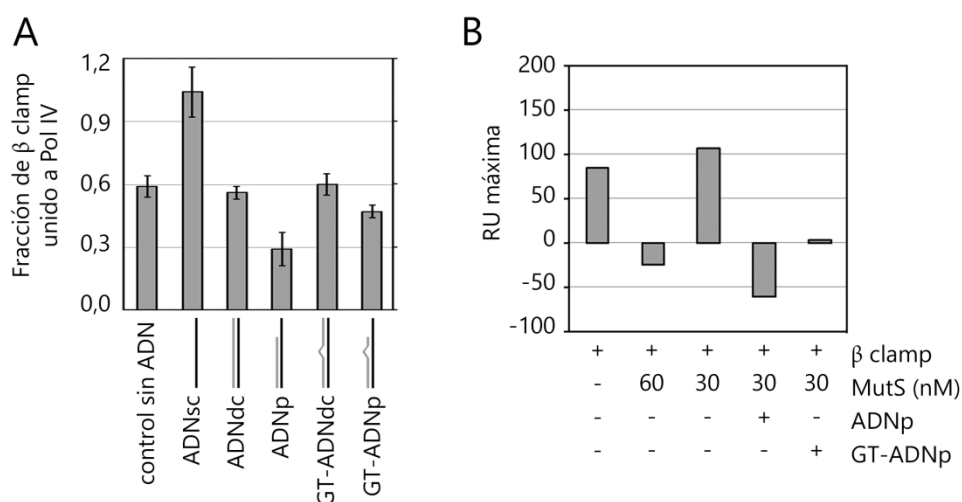 A
Fracción de β clamp
unido a Pol IV
1,2
0,9
0,6
0,3
0,0
control sin ADN
ADNsc
ADNdc
ADNp
GT-ADNdc
GT-ADNp
B
RU máxima
200
150
100
50
0
-50
-100
+ + + + + β clamp
- 60 30 30 30 MutS (nM)
- - - + - ADNp
- - - - + GT-ADNp